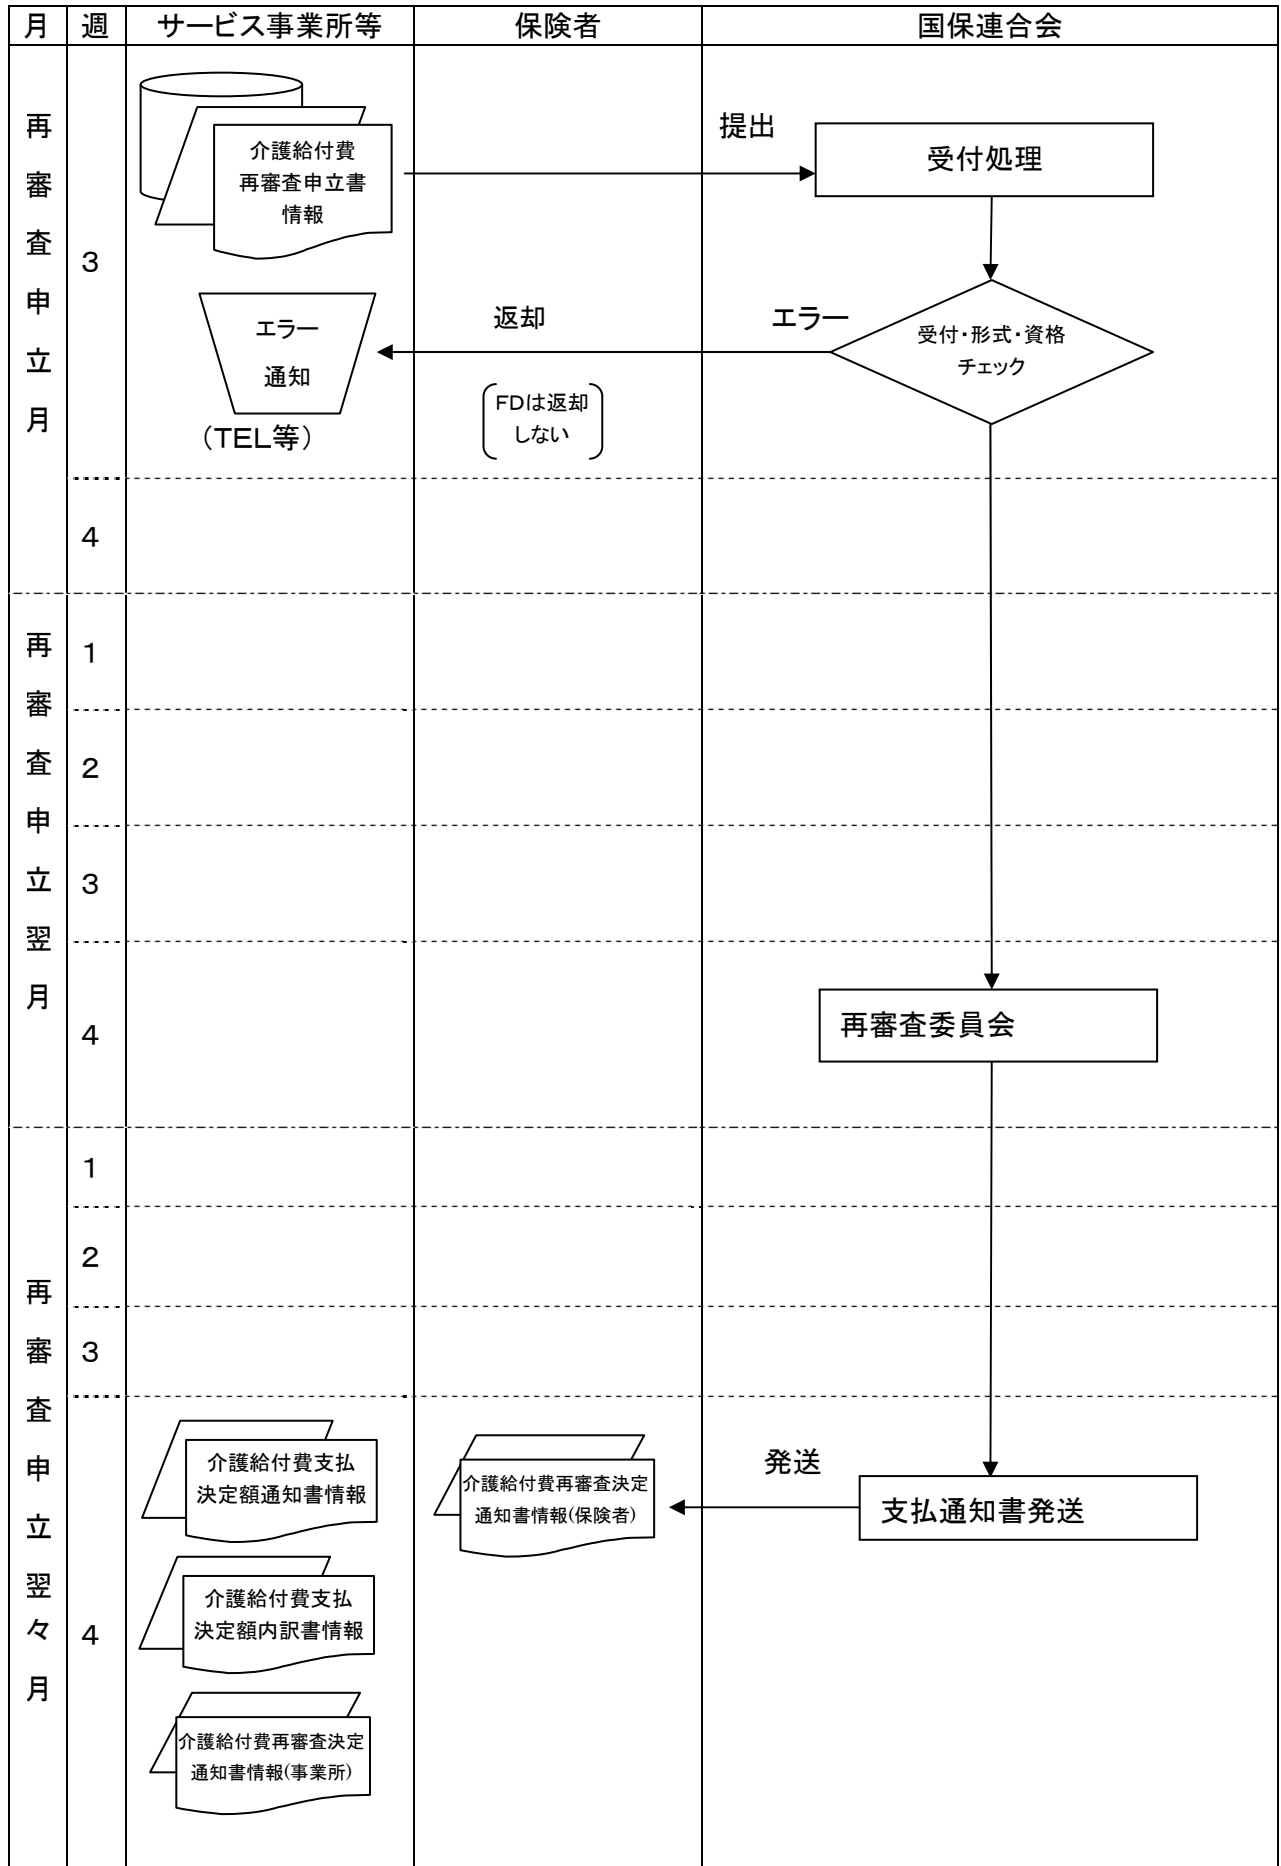 月 週 サービス事業所等 保険者 国保連合会
再審査申立月
3
介護給付費
再審査申立書
情報
提出
受付処理
エラー
通知
(TEL等)
返却
FDは返却
しない
エラー
受付・形式・資格
チェック
4
再審査申立翌月
1
2
3
4
再審査委員会
再審査申立翌々月
1
2
3
4
介護給付費支払
決定額通知書情報
介護給付費再審査決定
通知書情報(保険者)
発送
支払通知書発送
介護給付費支払
決定額内訳書情報
介護給付費再審査決定
通知書情報(事業所)